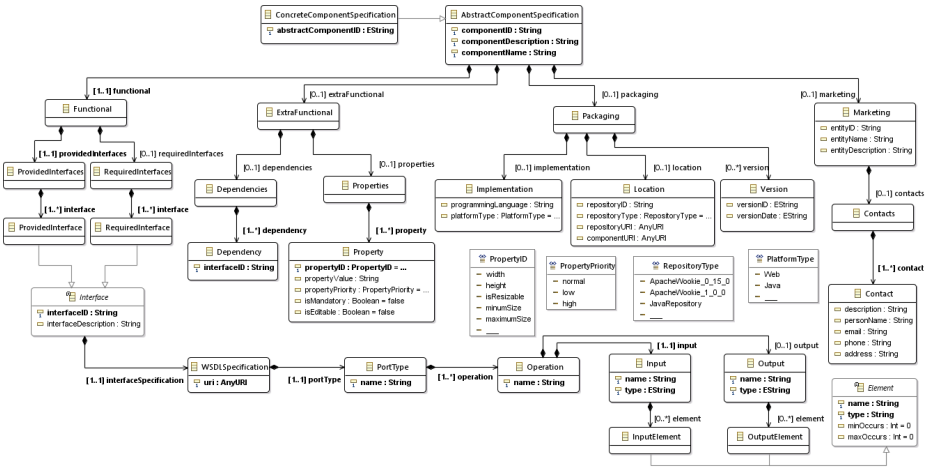 ConcreteComponentSpecification
abstractComponentID : EString
AbstractComponentSpecification
componentID : String
componentDescription : String
componentName : String
[1..1] functional
[0..1] extraFunctional
[0..1] packaging
[0..1] marketing
Functional
ExtraFunctional
Packaging
Marketing
entityID : String
entityName : String
entityDescription : String
[1..1] providedInterfaces
[0..1] requiredInterfaces
[0..1] dependencies
[0..1] properties
[0..1] implementation
[0..1] location
[0..*] version
[0..1] contacts
ProvidedInterfaces
RequiredInterfaces
Dependencies
Properties
Implementation
programmingLanguage : String
platformType : PlatformType = ...
Location
repositoryID : String
repositoryType : RepositoryType = ...
repositoryURI : AnyURI
componentURI : AnyURI
Version
versionID : EString
versionDate : EString
Contacts
[1..*] interface
[1..*] interface
[1..*] dependency
[1..*] property
[1..*] contact
ProvidedInterface
RequiredInterface
Dependency
interfaceID : String
Property
propertyID : PropertyID = ...
propertyValue : String
propertyPriority : PropertyPriority = ...
isMandatory : Boolean = false
isEditable : Boolean = false
PropertyID
width
height
isResizable
minumSize
maximumSize
___
PropertyPriority
normal
low
high
RepositoryType
ApacheWookie_0_15_0
ApacheWookie_1_0_0
JavaRepository
___
PlatformType
Web
Java
___
Contact
description : String
personName : String
email : String
phone : String
address : String
Interface
interfaceID : String
interfaceDescription : String
[1..1] interfaceSpecification
WSDLSpecification
uri : AnyURI
[1..1] portType
PortType
name : String
[1..*] operation
Operation
name : String
[1..1] input
[0..1] output
Input
name : String
type : EString
Output
name : String
type : EString
[0..*] element
[0..*] element
InputElement
OutputElement
Element
name : String
type : String
minOccurs : Int = 0
maxOccurs : Int = 0